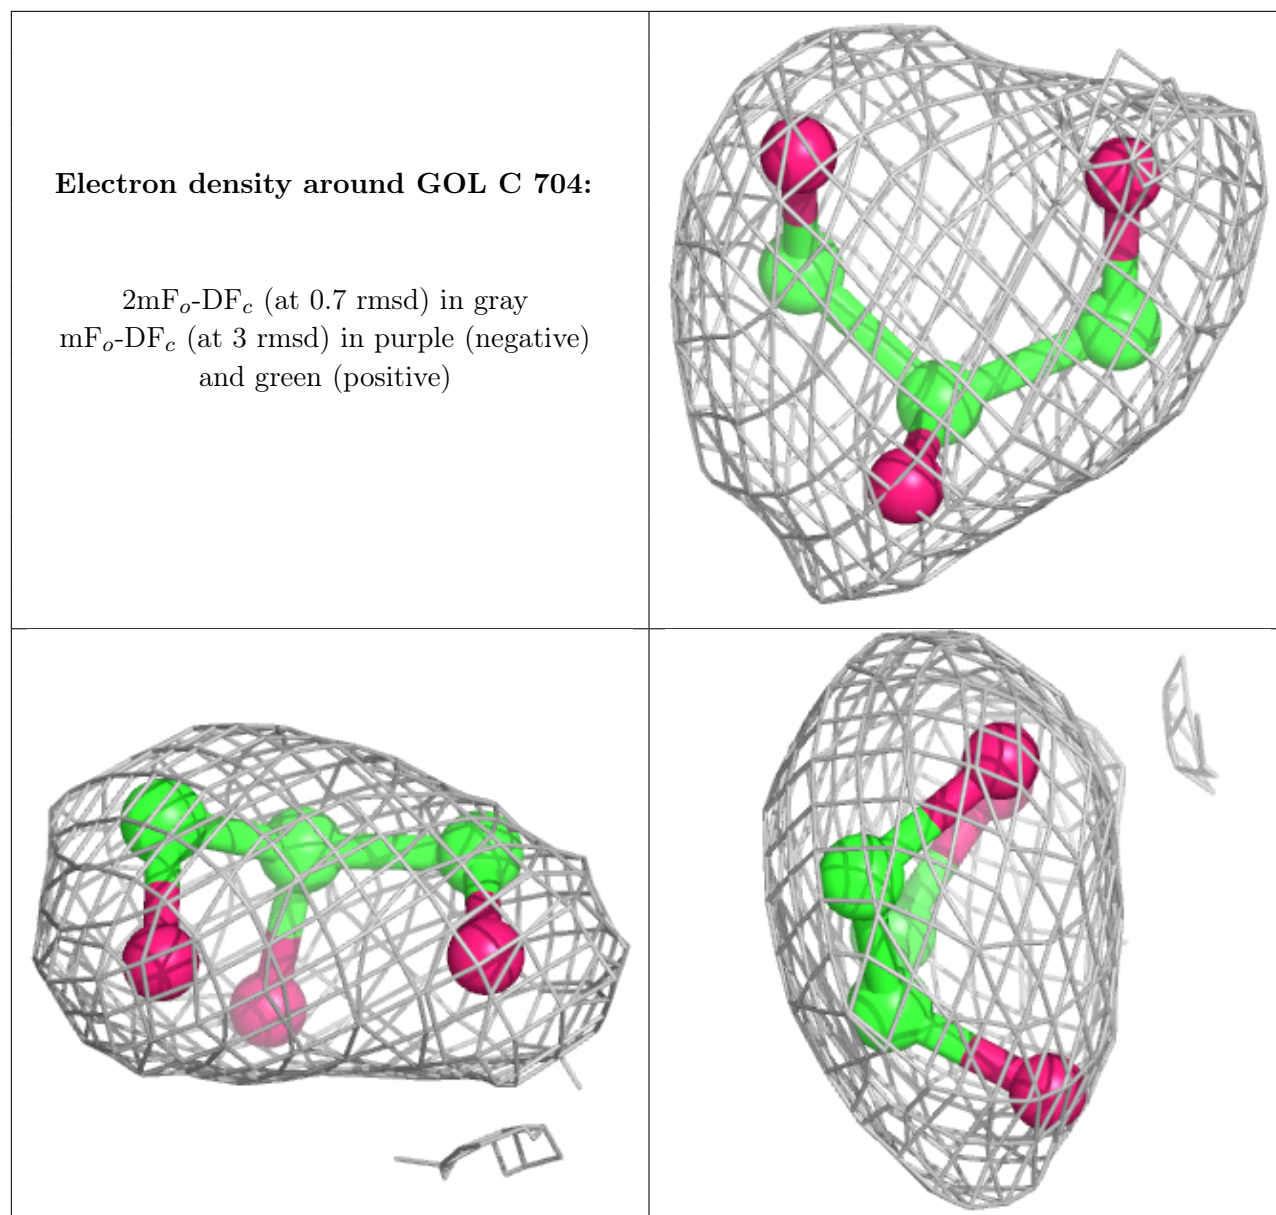 Electron density around GOL C 704:
2mFo-DFc (at 0.7 rmsd) in gray
mFo-DFc (at 3 rmsd) in purple (negative)
and green (positive)